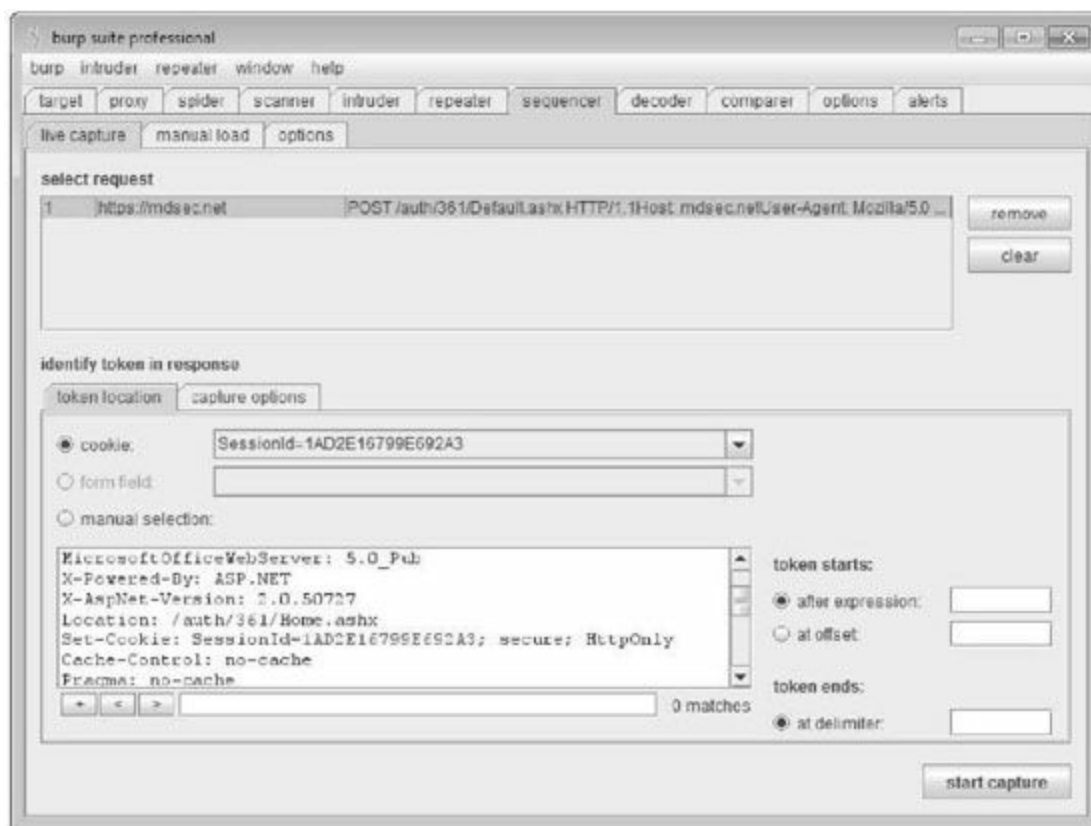 burp suite professional
burp intruder repeater window help
target proxy spider scanner intruder repeater sequencer decoder comparer options alerts
live capture manual load options
select request
1 https://mdsec.net POST /auth/361/Default.ashx HTTP/1.1Host: mdsec.netUser-Agent: Mozilla/5.0 ...
remove
clear
identify token in response
token location capture options
cookie: SessionId=1AD2E16799E692A3
form field:
manual selection:
MicrosoftOfficeWebServer: 5.0_Pub
X-Powered-By: ASP.NET
X-AspNet-Version: 2.0.50727
Location: /auth/361/Home.ashx
Set-Cookie: SessionId=1AD2E16799E692A3; secure; HttpOnly
Cache-Control: no-cache
Pragma: no-cache
+ < > 0 matches
token starts:
after expression:
at offset:
token ends:
at delimiter:
start capture